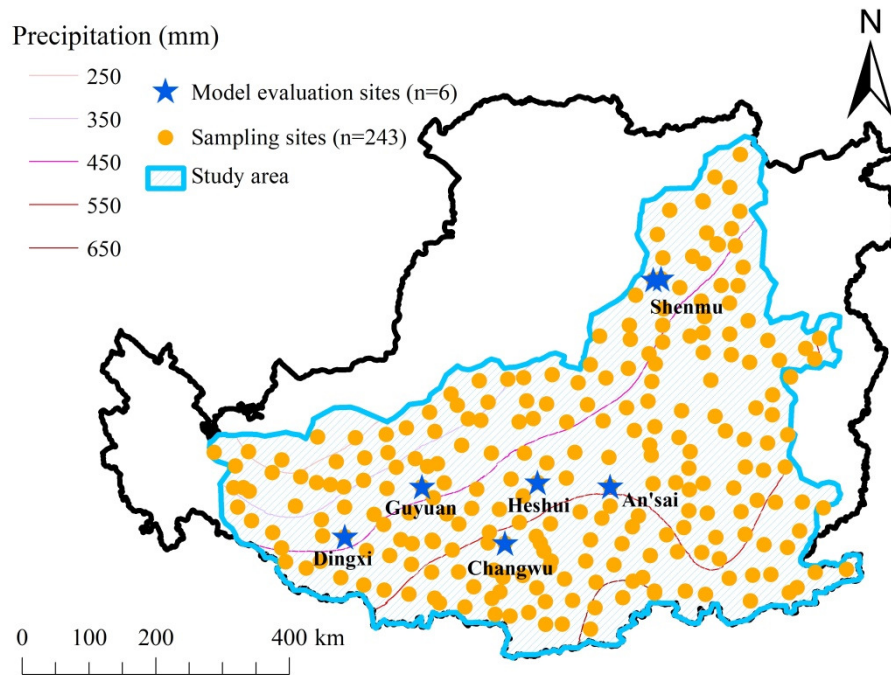 Precipitation (mm)
250
350
450
550
650
Model evaluation sites (n=6)
Sampling sites (n=243)
Study area
N
Shenmu
Guyuan
Heshui
An'sai
Dingxi
Changwu
0 100 200 400 km